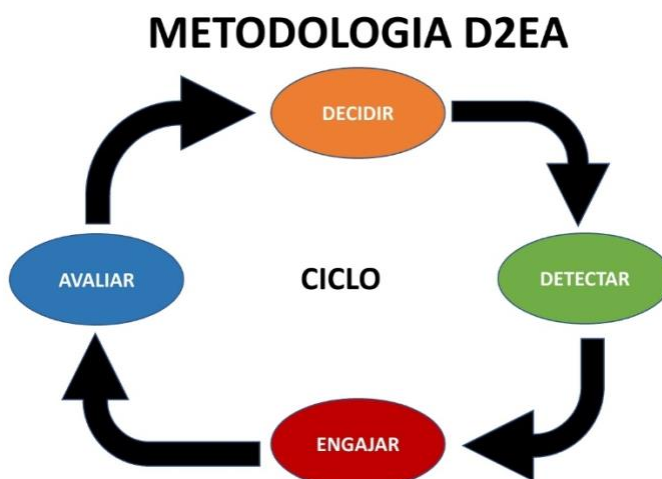 METODOLOGIA D2EA
DECIDIR
AVALIAR
CICLO
DETECTAR
ENGAJAR